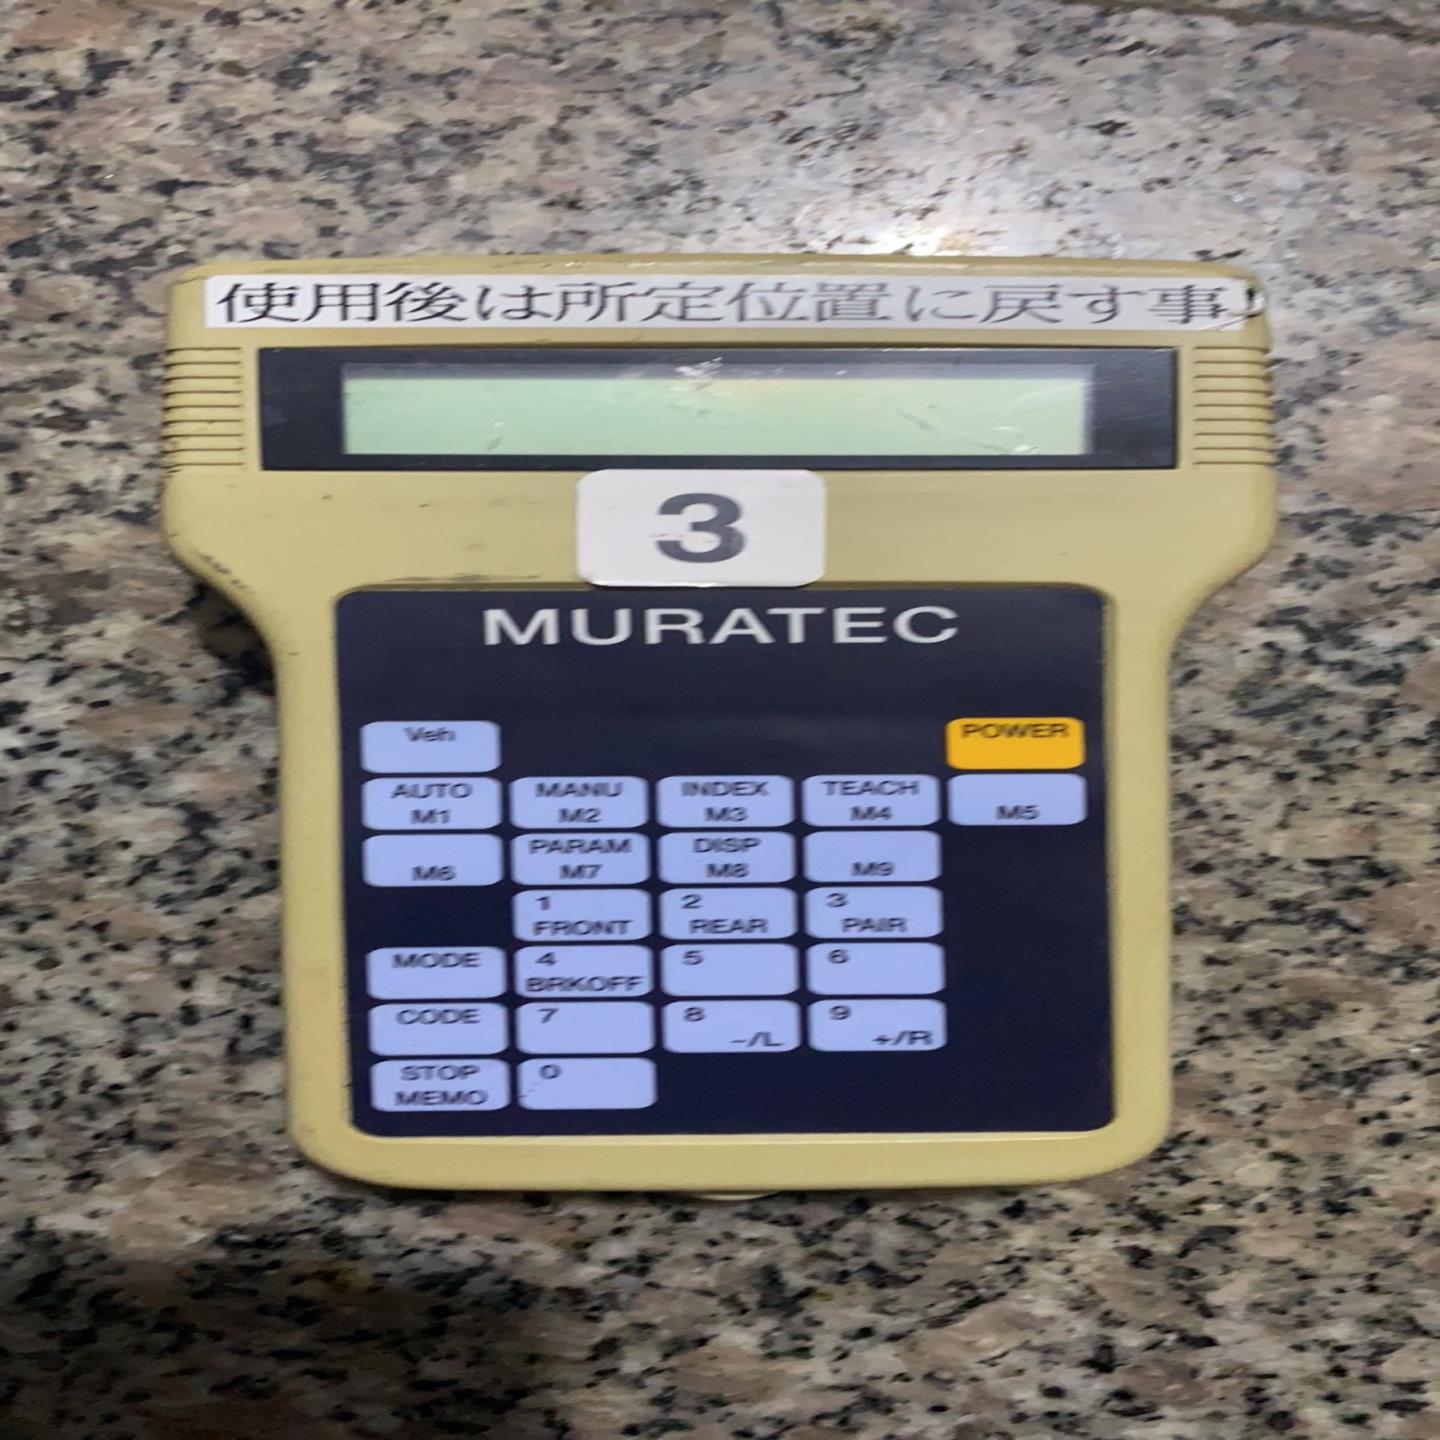 使用後は所定位置に戻す事!
3
MURATEC
Veh
POWER
AUTO M1
MANU M2
INDEX M3
TEACH M4
M5
M6
PARAM M7
DISP M8
M9
1 FRONT
2 REAR
3 PAIR
MODE
4 BRKOFF
5
6
CODE
7
8 -/L
9 +/R
STOP MEMO
0